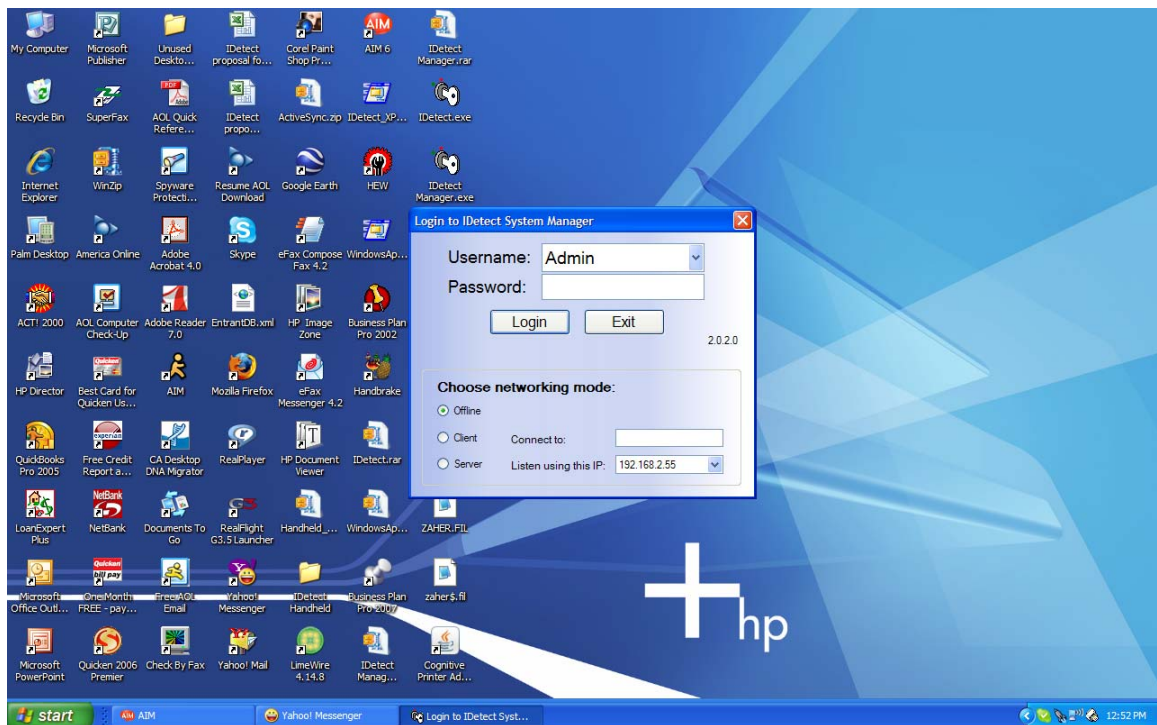 My Computer
Microsoft
Publisher
Unused
Deskto...
IDetect
proposal fo...
Corel Paint
Shop Pr...
AIM 6
IDetect
Manager.rar
Recycle Bin
SuperFax
AOL Quick
Refere...
IDetect
propo...
ActiveSync.zip
IDetect_XP...
IDetect.exe
Internet
Explorer
WinZip
Spyware
Protecti...
Resume AOL
Download
Google Earth
HEW
IDetect
Manager.exe
Palm Desktop
America Online
Adobe
Acrobat 4.0
Skype
eFax Compose
Fax 4.2
WindowsAp...
ACT! 2000
AOL Computer
Check-Up
Adobe Reader
7.0
EntrantDB.xml
HP Image
Zone
Business Plan
Pro 2002
HP Director
Best Card for
Quicken Us...
AIM
Mozilla Firefox
eFax
Messenger 4.2
Handbrake
QuickBooks
Pro 2005
Free Credit
Report a...
CA Desktop
DNA Migrator
RealPlayer
HP Document
Viewer
IDetect.rar
LoanExpert
Plus
NetBank
Documents To
Go
RealFlight
G3.5 Launcher
Handheld_...
WindowsAp...
ZAHER.FIL
Microsoft
Office Outl...
One Month
FREE - pay...
Free AOL
Email
Yahoo!
Messenger
IDetect
Handheld
Business Plan
Pro 2007
zaher$.fil
Microsoft
PowerPoint
Quicken 2006
Premier
Check By Fax
Yahoo! Mail
LimeWire
4.14.8
IDetect
Manag...
Cognitive
Printer Ad...
Login to IDetect System Manager
Username: Admin
Password:
Login Exit
2.0.2.0
Choose networking mode:
Offline
Client Connect to:
Server Listen using this IP: 192.168.2.55
hp
start AIM Yahoo! Messenger Login to IDetect Syst... 12:52 PM